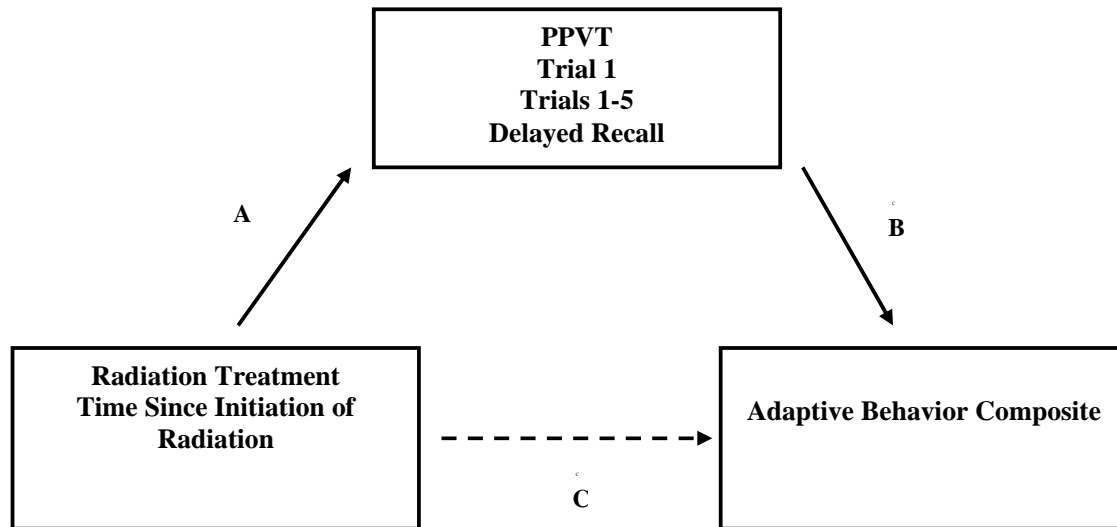 PPVT
Trial 1
Trials 1-5
Delayed Recall
A
c
B
Radiation Treatment
Time Since Initiation of
Radiation
Adaptive Behavior Composite
c
C